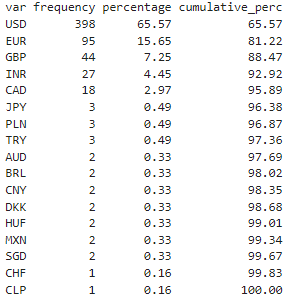 var frequency percentage cumulative_perc
USD 398 65.57 65.57
EUR 95 15.65 81.22
GBP 44 7.25 88.47
INR 27 4.45 92.92
CAD 18 2.97 95.89
JPY 3 0.49 96.38
PLN 3 0.49 96.87
TRY 3 0.49 97.36
AUD 2 0.33 97.69
BRL 2 0.33 98.02
CNY 2 0.33 98.35
DKK 2 0.33 98.68
HUF 2 0.33 99.01
MXN 2 0.33 99.34
SGD 2 0.33 99.67
CHF 1 0.16 99.83
CLP 1 0.16 100.00